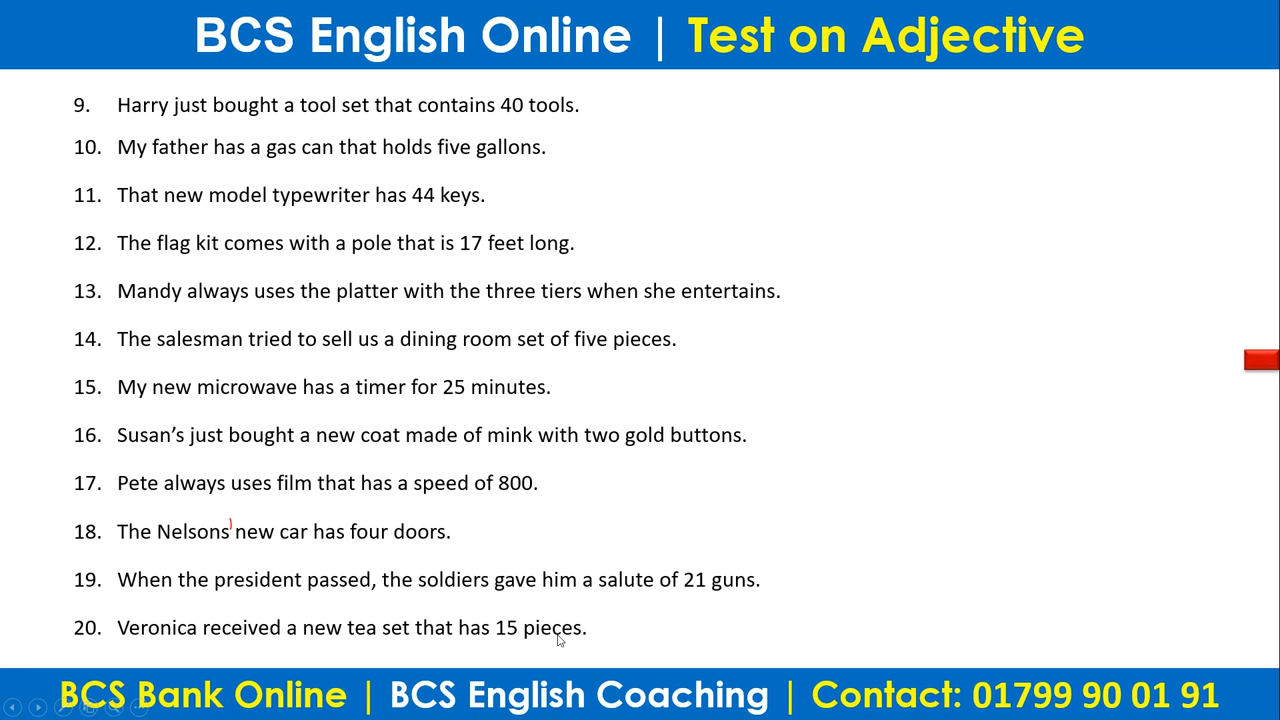 BCS English Online | Test on Adjective
9. Harry just bought a tool set that contains 40 tools.
10. My father has a gas can that holds five gallons.
11. That new model typewriter has 44 keys.
12. The flag kit comes with a pole that is 17 feet long.
13. Mandy always uses the platter with the three tiers when she entertains.
14. The salesman tried to sell us a dining room set of five pieces.
15. My new microwave has a timer for 25 minutes.
16. Susan’s just bought a new coat made of mink with two gold buttons.
17. Pete always uses film that has a speed of 800.
18. The Nelsons' new car has four doors.
19. When the president passed, the soldiers gave him a salute of 21 guns.
20. Veronica received a new tea set that has 15 pieces.
BCS Bank Online | BCS English Coaching | Contact: 01799 90 01 91